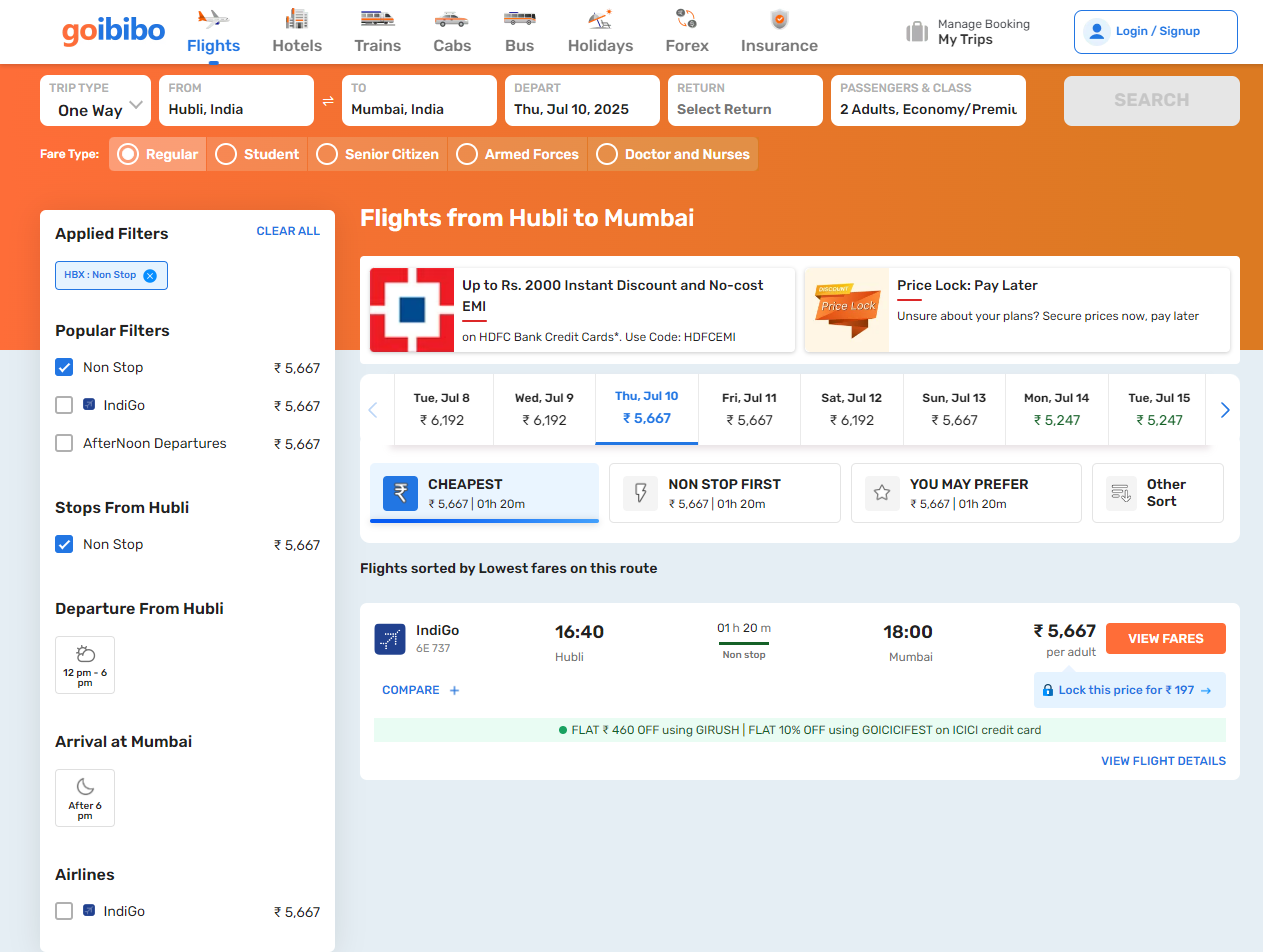 goibibo
Flights
Hotels
Trains
Cabs
Bus
Holidays
Forex
Insurance
Manage Booking
My Trips
Login / Signup
TRIP TYPE
One Way
FROM
Hubli, India
TO
Mumbai, India
DEPART
Thu, Jul 10, 2025
RETURN
Select Return
PASSENGERS & CLASS
2 Adults, Economy/Premiu
SEARCH
Fare Type:
Regular
Student
Senior Citizen
Armed Forces
Doctor and Nurses
Applied Filters
CLEAR ALL
HBX : Non Stop
Popular Filters
Non Stop ₹ 5,667
IndiGo ₹ 5,667
AfterNoon Departures ₹ 5,667
Stops From Hubli
Non Stop ₹ 5,667
Departure From Hubli
12 pm - 6
pm
Arrival at Mumbai
After 6
pm
Airlines
IndiGo ₹ 5,667
Flights from Hubli to Mumbai
Up to Rs. 2000 Instant Discount and No-cost
EMI
on HDFC Bank Credit Cards*. Use Code: HDFCEMI
DISCOUNT
Price Lock
Price Lock: Pay Later
Unsure about your plans? Secure prices now, pay later
Tue, Jul 8
₹ 6,192
Wed, Jul 9
₹ 6,192
Thu, Jul 10
₹ 5,667
Fri, Jul 11
₹ 5,667
Sat, Jul 12
₹ 6,192
Sun, Jul 13
₹ 5,667
Mon, Jul 14
₹ 5,247
Tue, Jul 15
₹ 5,247
₹
CHEAPEST
₹ 5,667 | 01h 20m
NON STOP FIRST
₹ 5,667 | 01h 20m
YOU MAY PREFER
₹ 5,667 | 01h 20m
Other
Sort
Flights sorted by Lowest fares on this route
IndiGo
6E 737
16:40
Hubli
01 h 20 m
Non stop
18:00
Mumbai
₹ 5,667
per adult
VIEW FARES
COMPARE +
Lock this price for ₹ 197 →
FLAT ₹ 460 OFF using GIRUSH | FLAT 10% OFF using GOICICIFEST on ICICI credit card
VIEW FLIGHT DETAILS